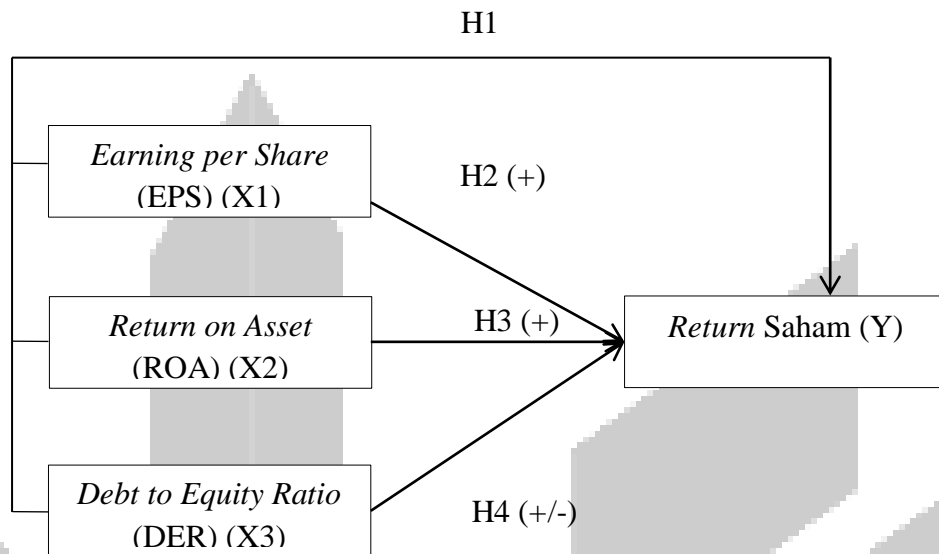 H1
Earning per Share
(EPS) (X1)
H2 (+)
Return on Asset
(ROA) (X2)
H3 (+)
Return Saham (Y)
Debt to Equity Ratio
(DER) (X3)
H4 (+/-)